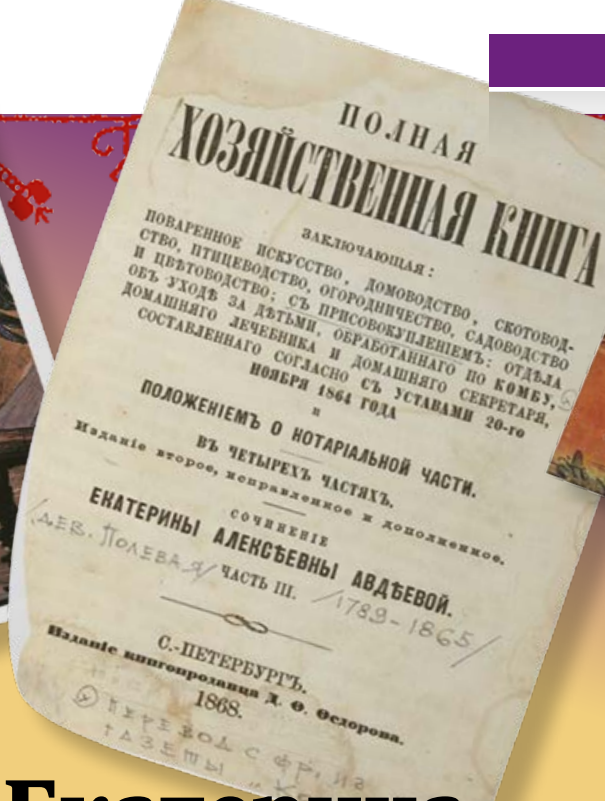 ПОЛНАЯ
ХОЗЯЙСТВЕННАЯ КНИГА
ЗАКЛЮЧАЮЩАЯ:
ПОВАРЕННОЕ ИСКУССТВО, ДОМОВОДСТВО, СКОТОВОД-
СТВО, ПТИЦЕВОДСТВО, ОГОРОДНИЧЕСТВО, САДОВОДСТВО
И ЦВѢТОВОДСТВО; СЪ ПРИСОВОКУПЛЕНІЕМЪ: ОТДѢЛА
ОБЪ УХОДѢ ЗА ДѢТЬМИ, ОБРАБОТАННАГО ПО КОМБУ,
ДОМАШНЯГО ЛЕЧЕБНИКА И ДОМАШНЯГО СЕКРЕТАРЯ,
СОСТАВЛЕННАГО СОГЛАСНО СЪ УСТАВАМИ 20-го
НОЯБРЯ 1864 ГОДА
и
ПОЛОЖЕНІЕМЪ О НОТАРІАЛЬНОЙ ЧАСТИ.
ВЪ ЧЕТЫРЕХЪ ЧАСТЯХЪ.
Изданіе второе, исправленное и дополненное.
СОЧИНЕНІЕ
ЕКАТЕРИНЫ АЛЕКСѢЕВНЫ АВДѢЕВОЙ.
/ДЕВ. ПОЛЕВАЯ/ ЧАСТЬ III. /1789-1865/
С.-ПЕТЕРБУРГЪ.
Изданіе книгопродавца Д. Ѳ. Ѳедорова.
1868.
ПЕРЕВОД С ФР. ИЗ
ГАЗЕТЫ
Екатерина